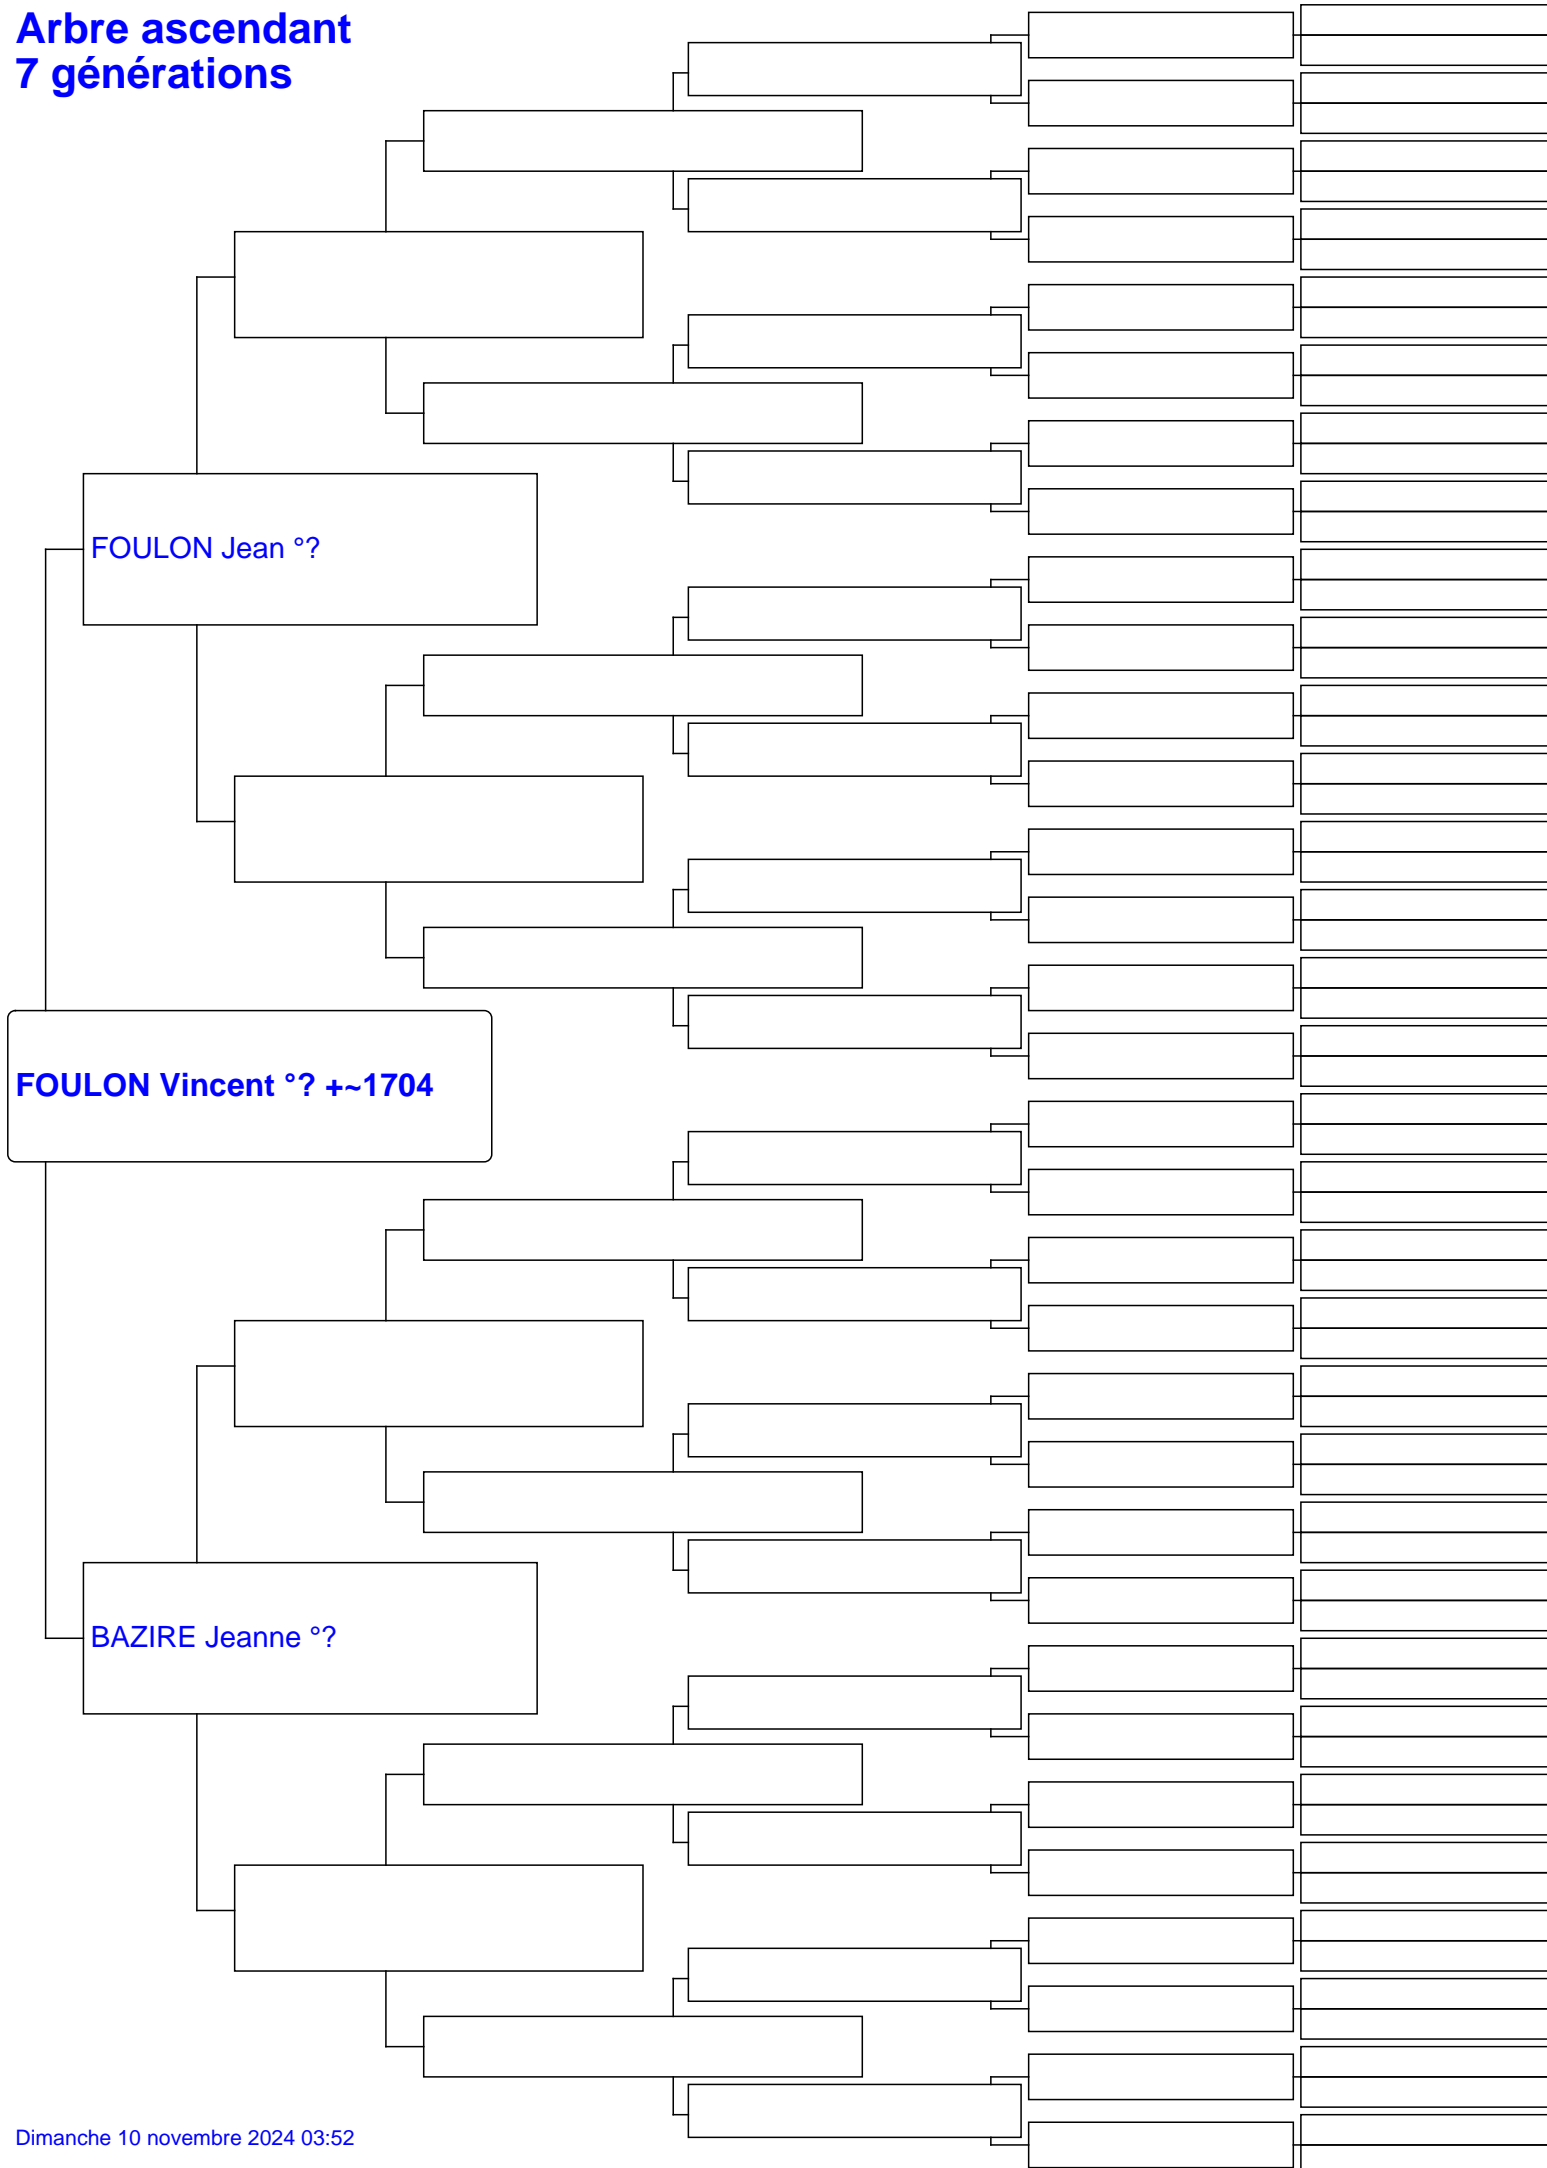 Arbre ascendant
7 générations
FOULON Jean °?
FOULON Vincent °? +~1704
BAZIRE Jeanne °?
Dimanche 10 novembre 2024 03:52